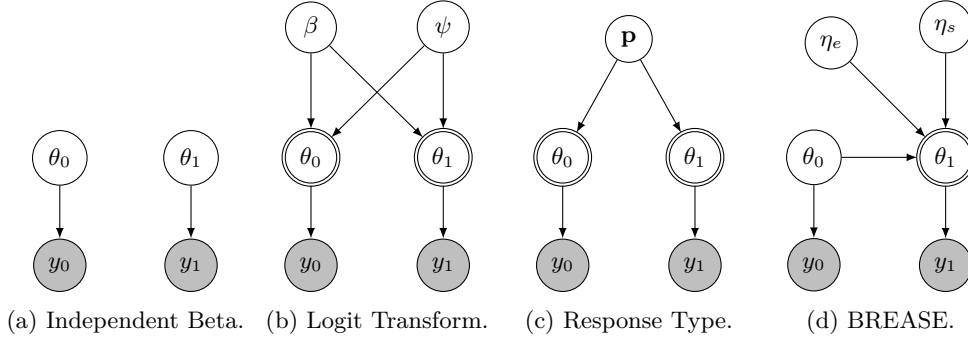 β ψ p η_e η_s
θ_0 θ_1 θ_0 θ_1 θ_0 θ_1 θ_0 θ_1
y_0 y_1 y_0 y_1 y_0 y_1 y_0 y_1
(a) Independent Beta. (b) Logit Transform. (c) Response Type. (d) BREASE.